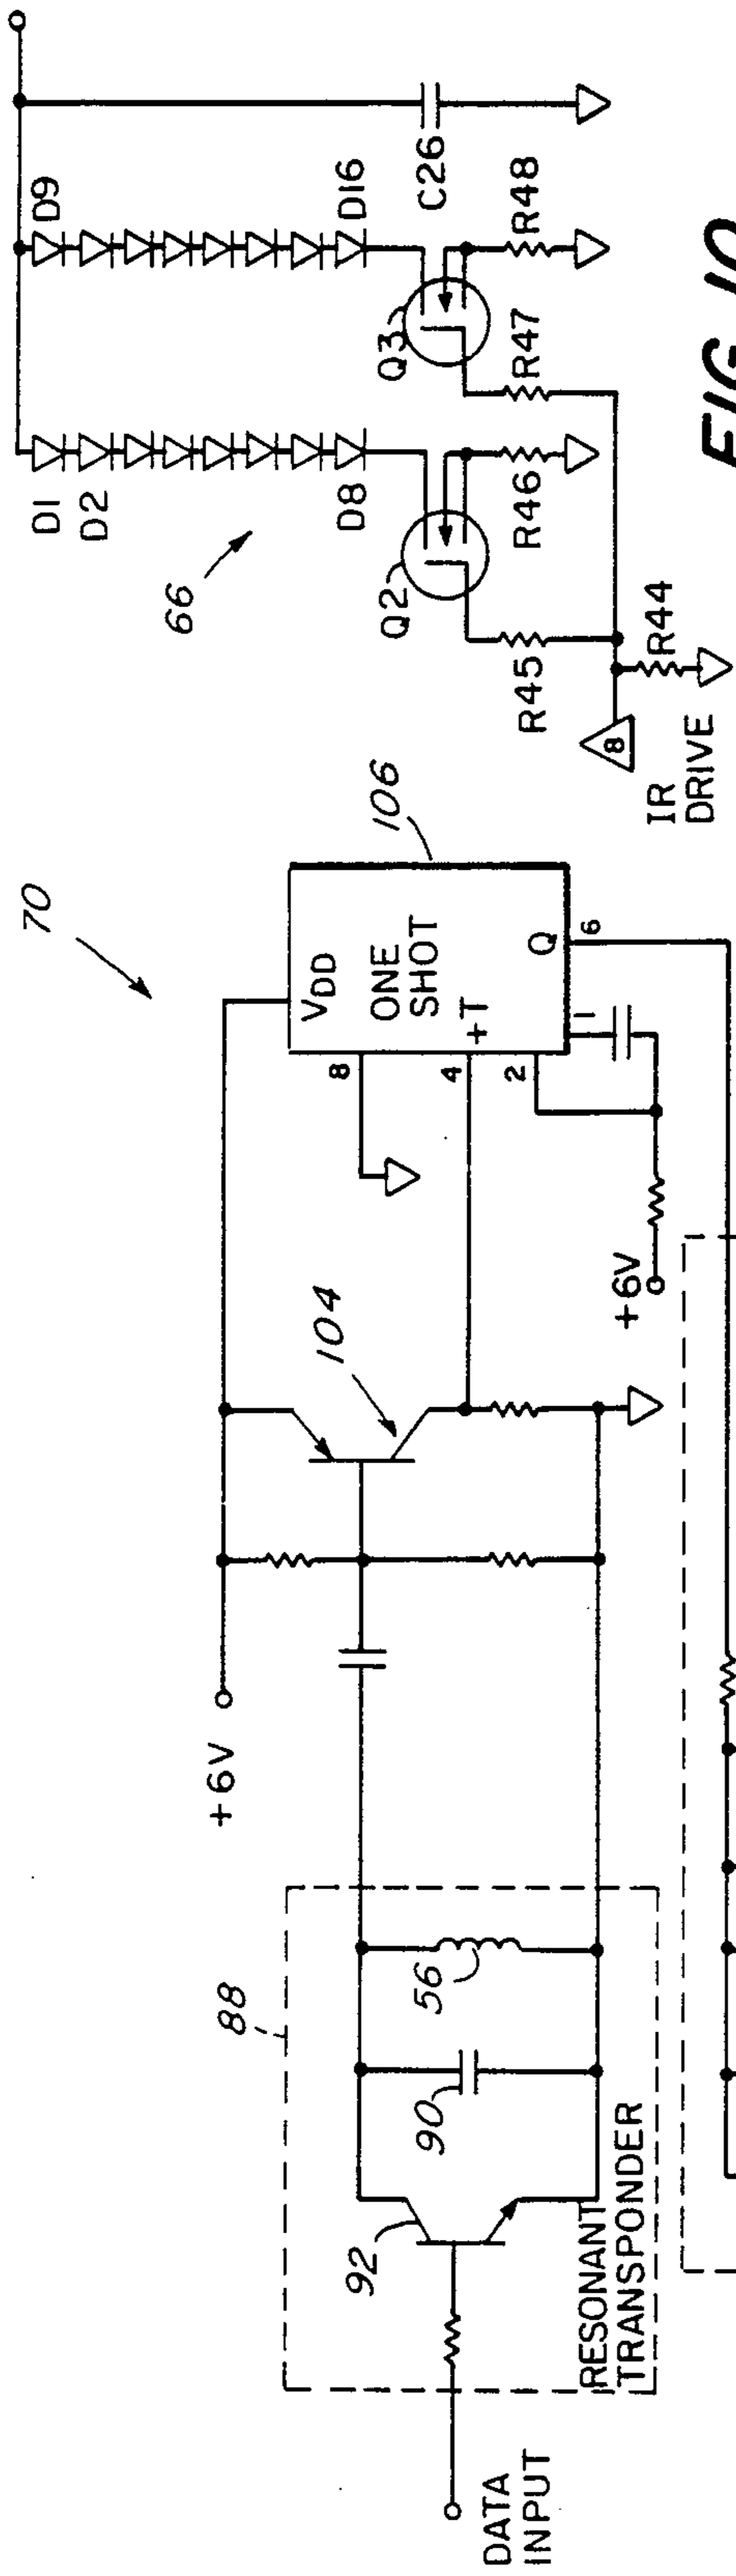 70
+6V
VDD
ONE
SHOT
+T
Q
8
4
2
1
6
106
104
+6V
88
56
90
92
RESONANT
TRANSPONDER
DATA
INPUT
D9
D1
D2
66
D8
D16
C26
Q3
Q2
R48
R47
R46
R45
R44
8
IR
DRIVE
FIG. 10